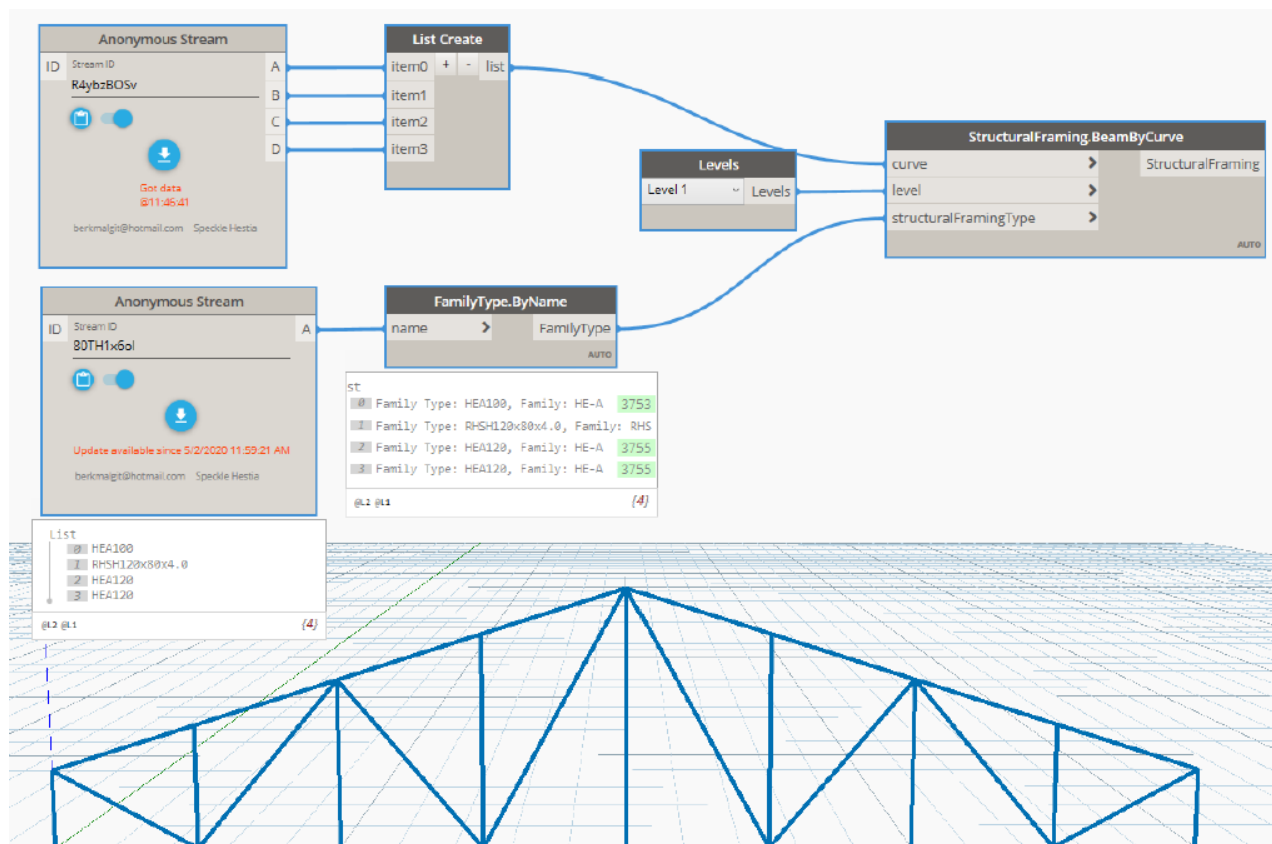 Anonymous Stream
ID
Stream ID
R4ybzBOSv
A
B
C
D
Got data
@11:46:41
berkmalgit@hotmail.com Speckle Hestia
List Create
item0 + - list
item1
item2
item3
Levels
Level 1
Levels
StructuralFraming.BeamByCurve
curve > StructuralFraming
level >
structuralFramingType >
AUTO
Anonymous Stream
ID
Stream ID
A
Update available since 5/2/2020 11:59:21 AM
berkmalgit@hotmail.com Speckle Hestia
FamilyType.ByName
name > FamilyType
AUTO
st
0 Family Type: HEA100, Family: HE-A 3753
1 Family Type: RHSH120x80x4.0, Family: RHS
2 Family Type: HEA120, Family: HE-A 3755
3 Family Type: HEA120, Family: HE-A 3755
@L2 @L1 {4}
List
0 HEA100
1 RHSH120x80x4.0
2 HEA120
3 HEA120
@L2 @L1 {4}